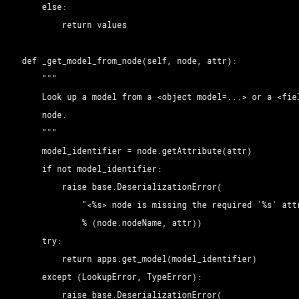 else:
return values
def _get_model_from_node(self, node, attr):
"""
Look up a model from a <object model=...> or a
node.
"""
model_identifier = node.getAttribute(attr)
if not model_identifier:
raise base.DeserializationError(
"<%s> node is missing the required '%s'
% (node.nodeName, attr))
try:
return apps.get_model(model_identifier)
except (LookupError, TypeError):
raise base.DeserializationError(